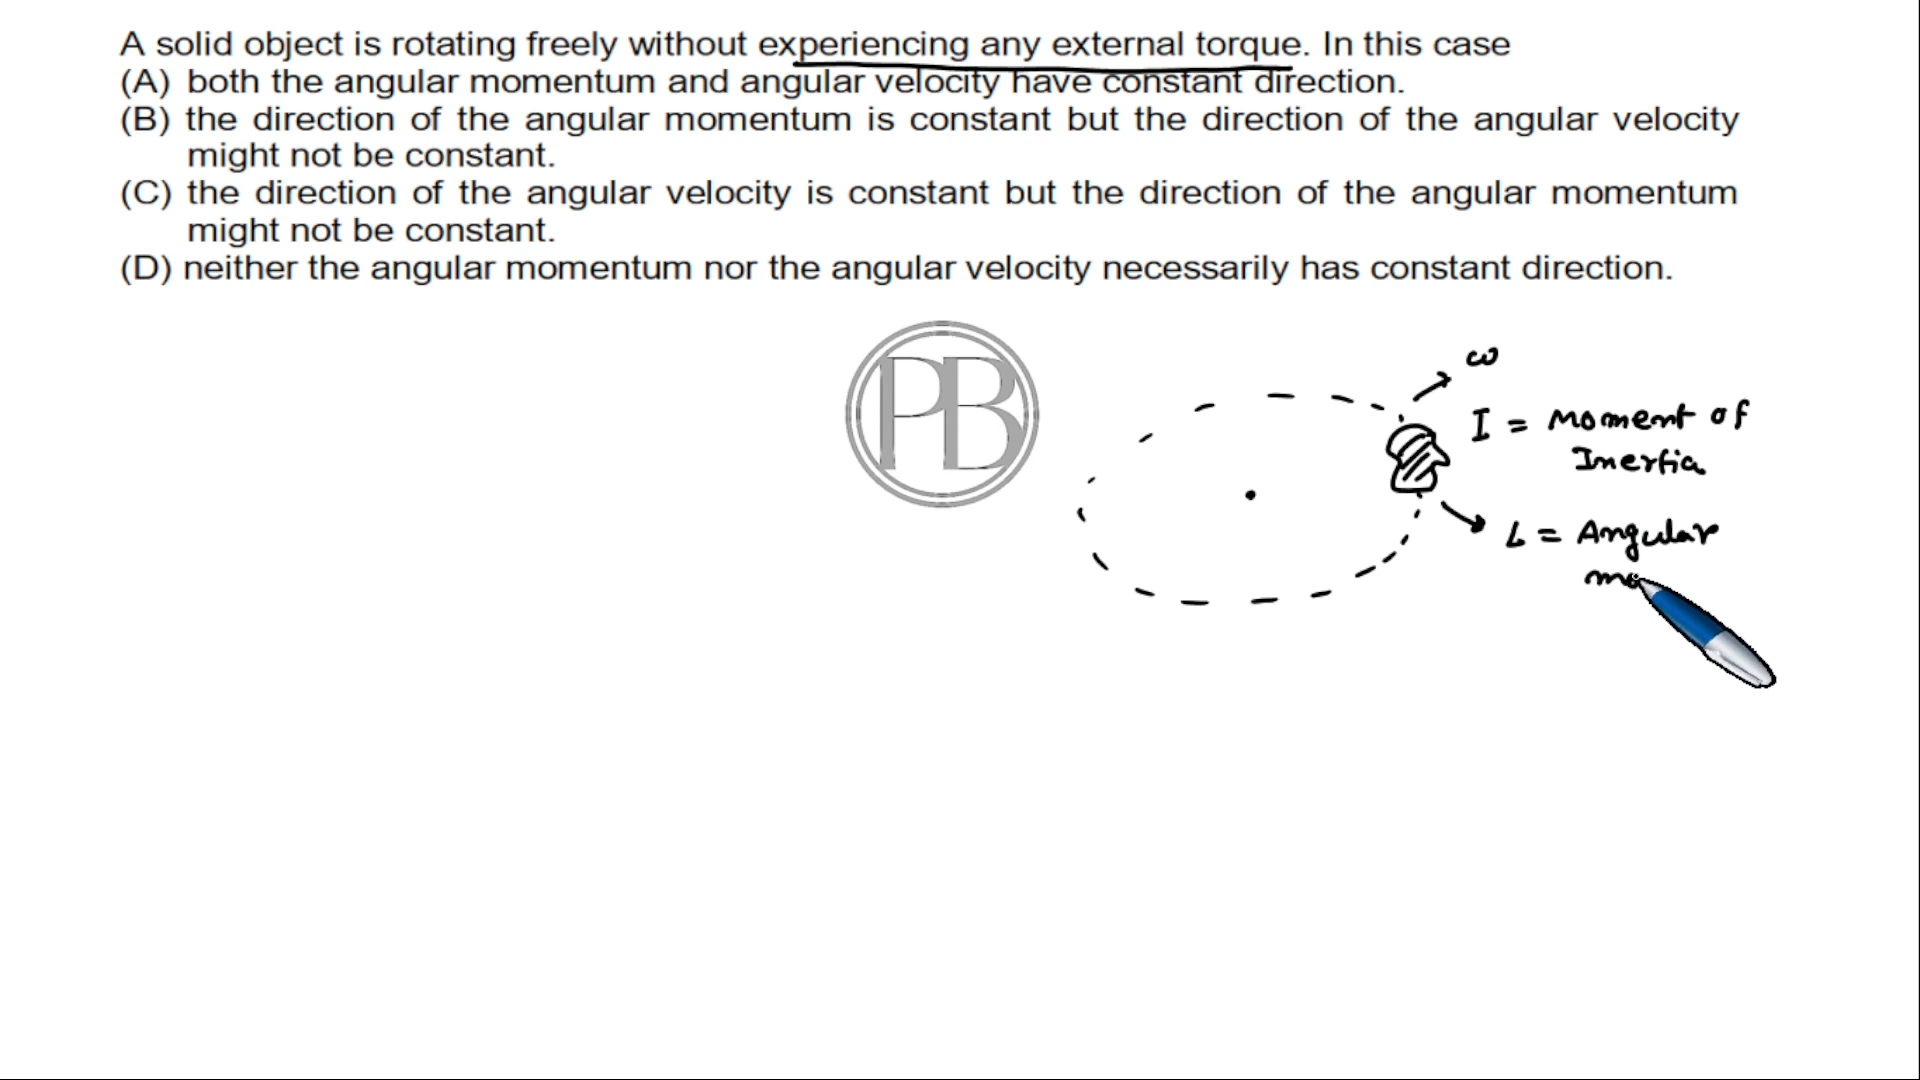 A solid object is rotating freely without experiencing any external torque. In this case
(A) both the angular momentum and angular velocity have constant direction.
(B) the direction of the angular momentum is constant but the direction of the angular velocity
might not be constant.
(C) the direction of the angular velocity is constant but the direction of the angular momentum
might not be constant.
(D) neither the angular momentum nor the angular velocity necessarily has constant direction.
PB
ω
I = Moment of
Inertia
L = Angular
mo